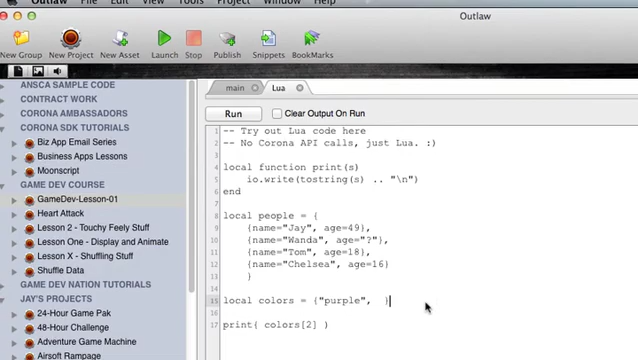 Outlaw File Edit View Tools Project Window Help
Outlaw
New Group New Project New Asset Launch Stop Publish Snippets BookMarks
ANSCA SAMPLE CODE
CONTRACT WORK
CORONA AMBASSADORS
CORONA SDK TUTORIALS
Biz App Email Series
Business Apps Lessons
Moonscript
GAME DEV COURSE
GameDev-Lesson-01
Heart Attack
Lesson 2 - Touchy Feely Stuff
Lesson One - Display and Animate
Lesson X - Shuffling Stuff
Shuffle Data
GAME DEV NATION TUTORIALS
JAY'S PROJECTS
24-Hour Game Pak
48-Hour Challenge
Adventure Game Machine
Airsoft Rampage
main Lua
Run Clear Output On Run
1 -- Try out Lua code here
2 -- No Corona API calls, just Lua. :)
3
4 local function print(s)
5 io.write(tostring(s) .. "\n")
6 end
7
8 local people = {
9 {name="Jay", age=49},
10 {name="Wanda", age="?"},
11 {name="Tom", age=18},
12 {name="Chelsea", age=16}
13 }
14
15 local colors = {"purple", }
16
17 print( colors[2] )